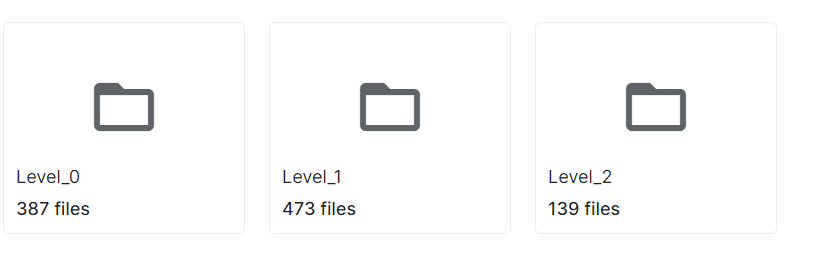 Level_0
387 files
Level_1
473 files
Level_2
139 files